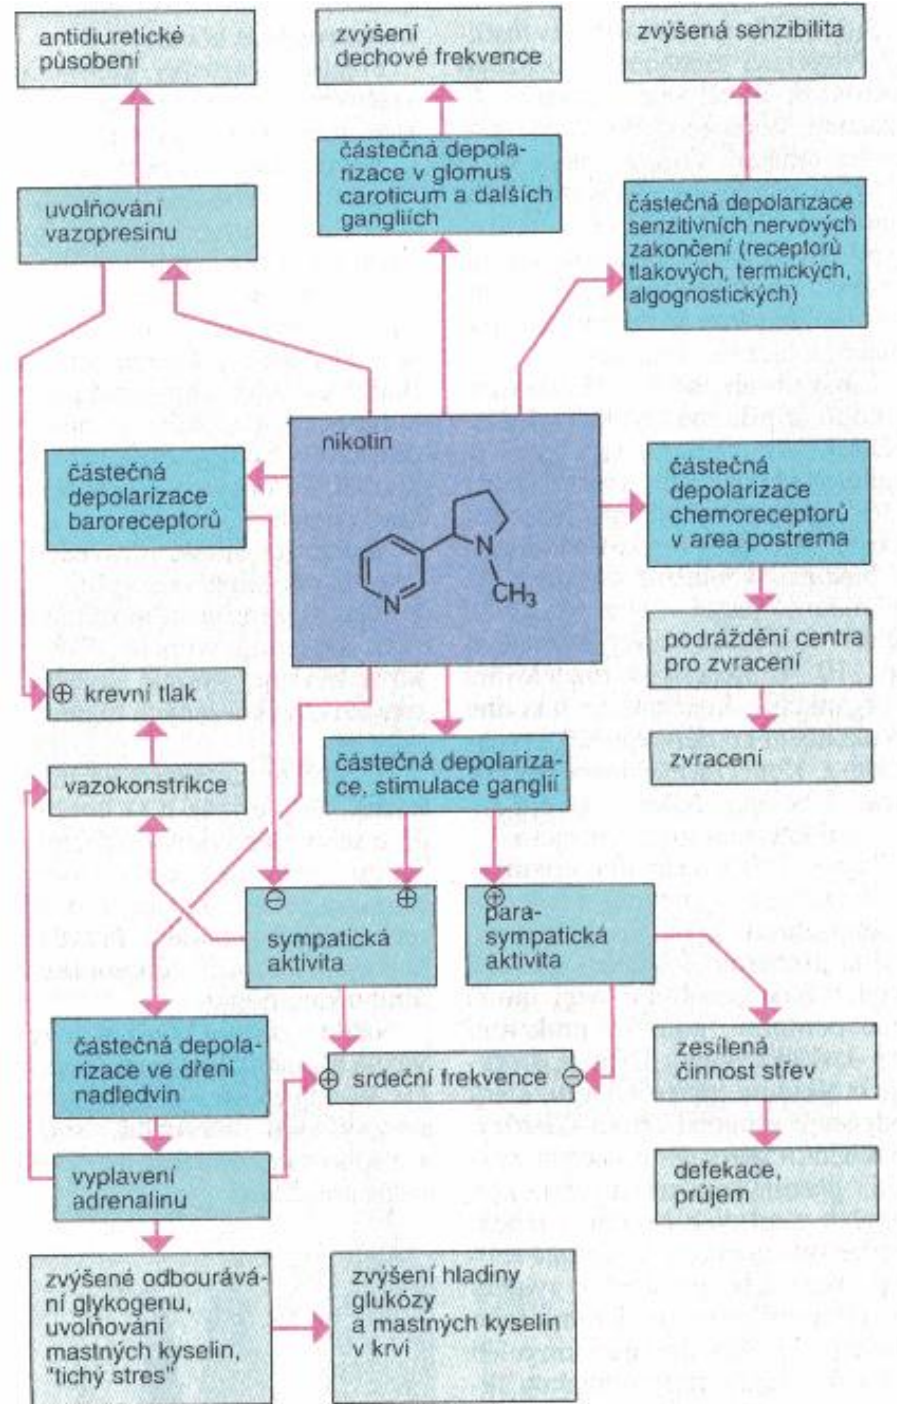 antidiuretické
působení
zvýšení
dechové frekvence
zvýšená senzibilita
uvolňování
vazopresinu
částečná depola-
rizace v glomus
caroticum a dalších
gangliích
částečná depolarizace
senzitivních nervových
zakončení (receptorů
tlakových, termických,
algognostických)
nikotin
N
N
CH3
částečná
depolarizace
baroreceptorů
částečná
depolarizace
chemoreceptorů
v area postrema
podráždění centra
pro zvracení
zvracení
⊕ krevní tlak
vazokonstrikce
částečná depolariza-
ce, stimulace ganglií
⊖ ⊕
sympatická
aktivita
⊕
para-
sympatická
aktivita
částečná depola-
rizace ve dřeni
nadledvin
⊕ srdeční frekvence ⊖
zesílená
činnost střev
vyplavení
adrenalinu
defekace,
průjem
zvýšené odbourává-
ní glykogenu,
uvolňování
mastných kyselin,
"tichý stres"
zvýšení hladiny
glukózy
a mastných kyselin
v krvi